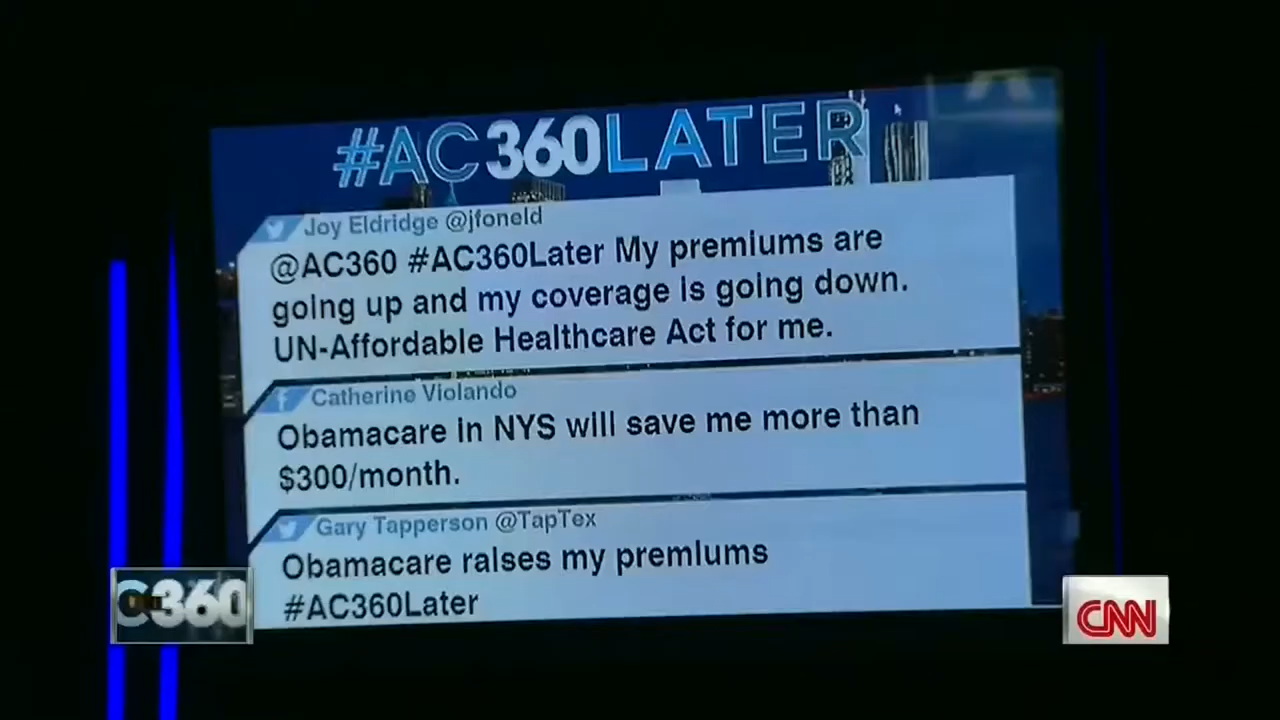 #AC360LATER
Joy Eldridge @jfoneld
@AC360 #AC360Later My premiums are
going up and my coverage is going down.
UN-Affordable Healthcare Act for me.
Catherine Violando
Obamacare in NYS will save me more than
$300/month.
Gary Tapperson @TapTex
Obamacare raises my premiums
#AC360Later
C360
CNN